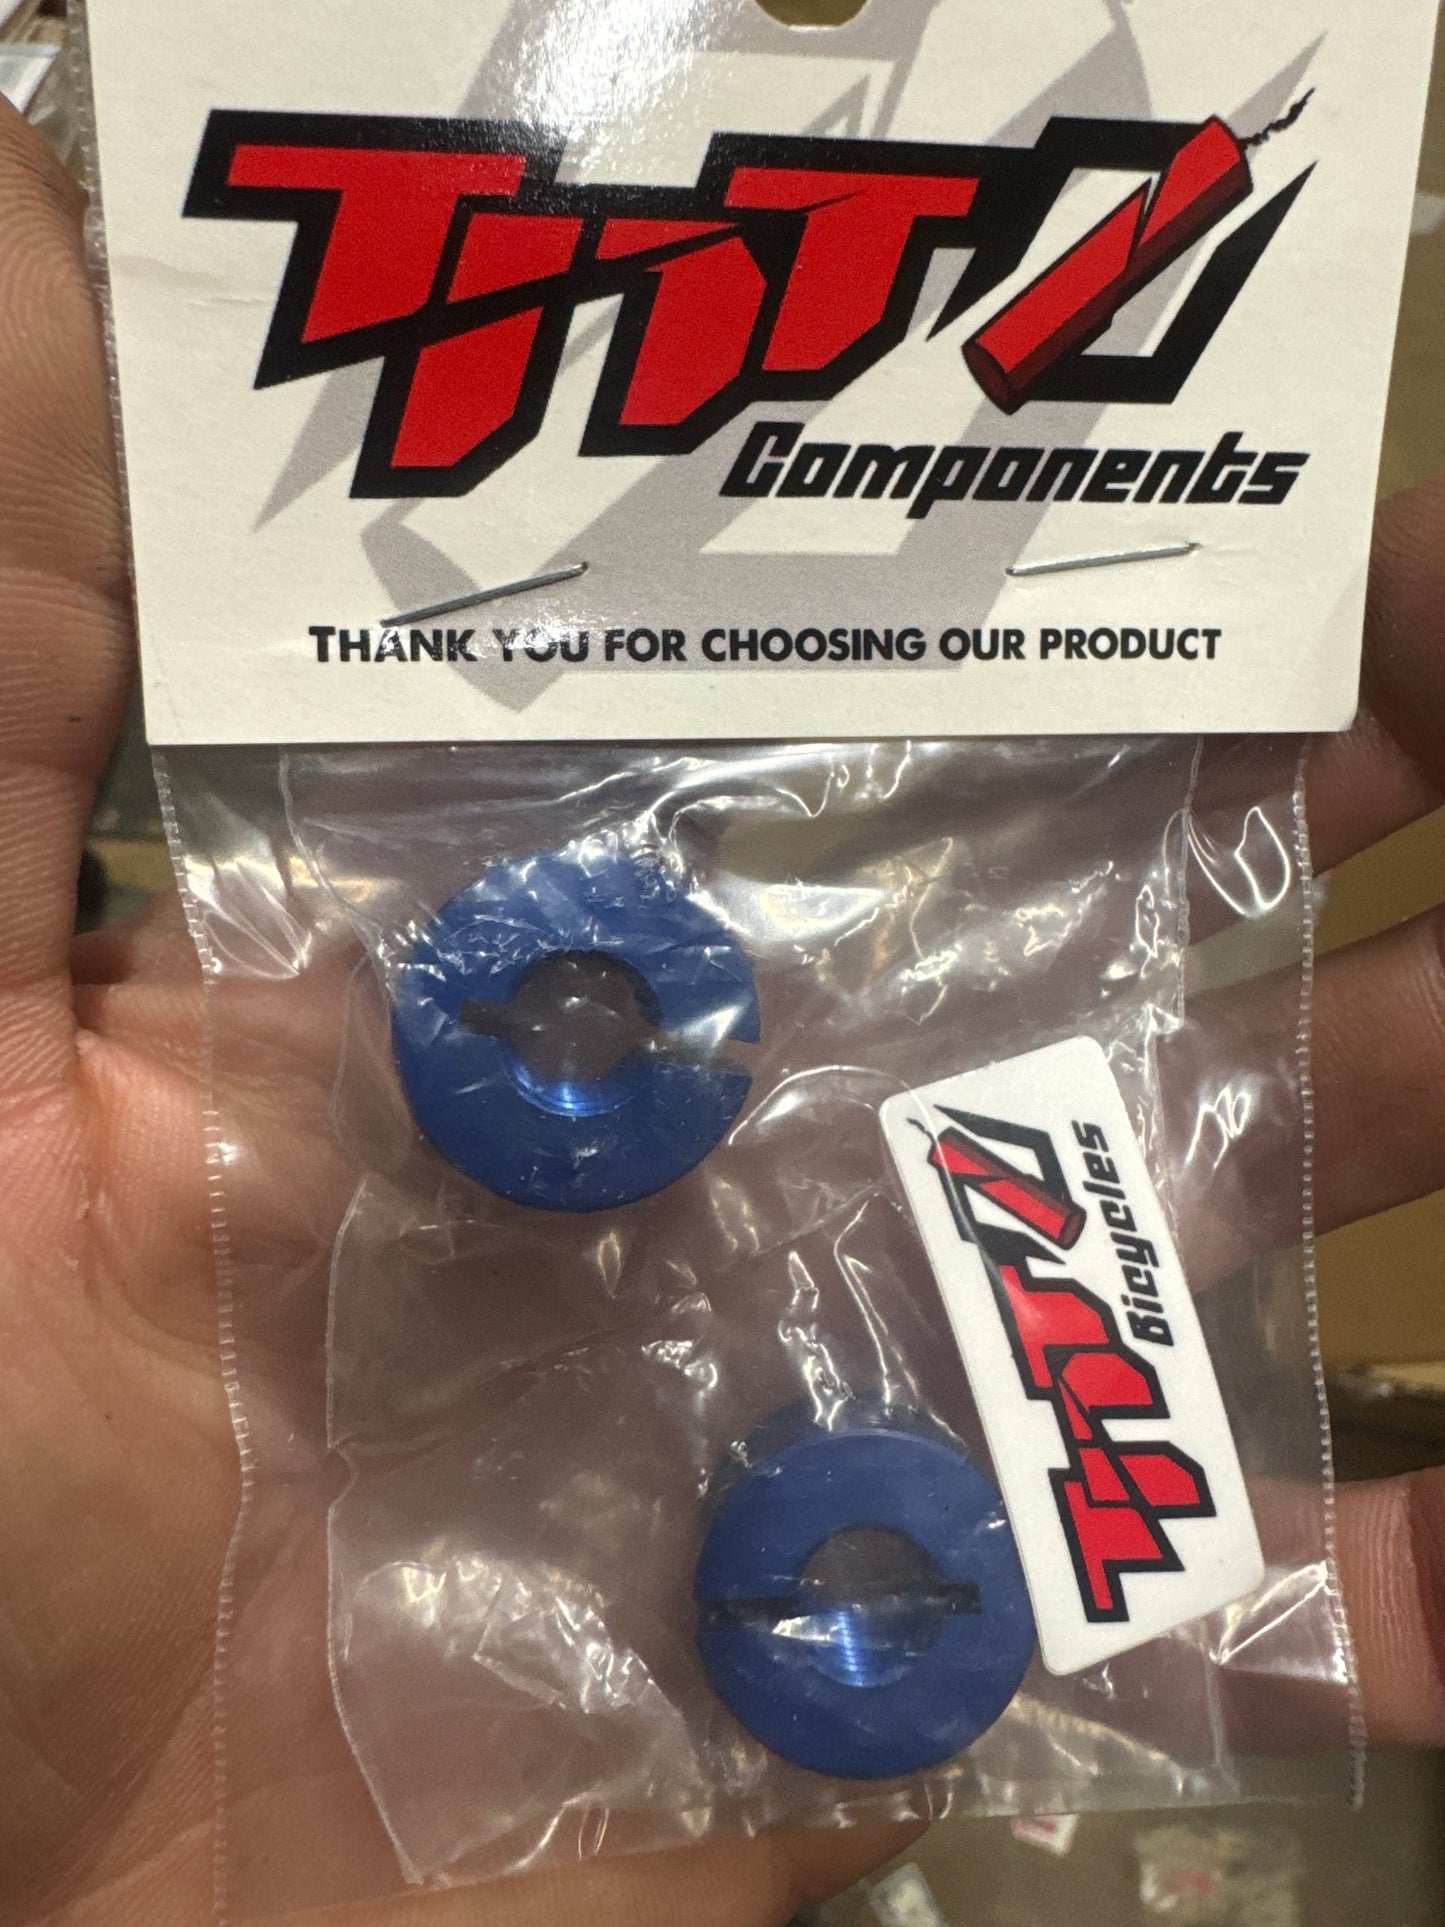 TNT
Components
THANK YOU FOR CHOOSING OUR PRODUCT
TNT
Bicycles